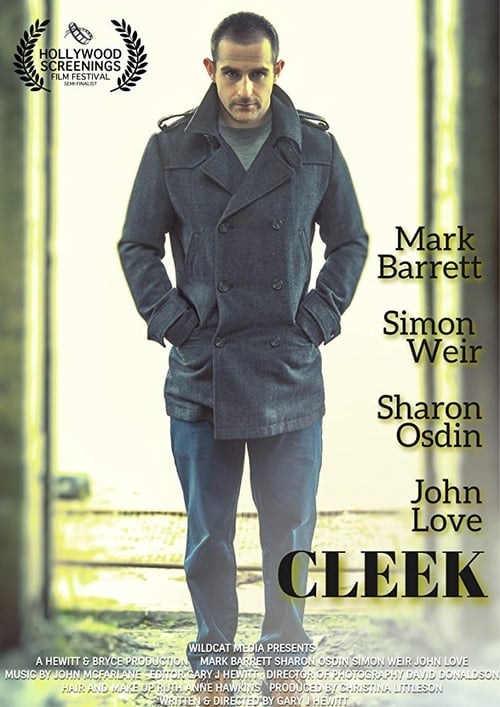 HOLLYWOOD
SCREENINGS
FILM FESTIVAL
SEMI-FINALIST
Mark
Barrett
Simon
Weir
Sharon
Osdin
John
Love
CLEEK
WILDCAT MEDIA PRESENTS
A HEWITT & BRYCE PRODUCTION MARK BARRETT SHARON OSDIN SIMON WEIR JOHN LOVE
MUSIC BY JOHN MCFARLANE EDITOR GARY J HEWITT DIRECTOR OF PHOTOGRAPHY DAVID DONALDSON
HAIR AND MAKE UP RUTH ANNE HAWKINS PRODUCED BY CHRISTINA LITTLESON
WRITTEN & DIRECTED BY GARY J HEWITT